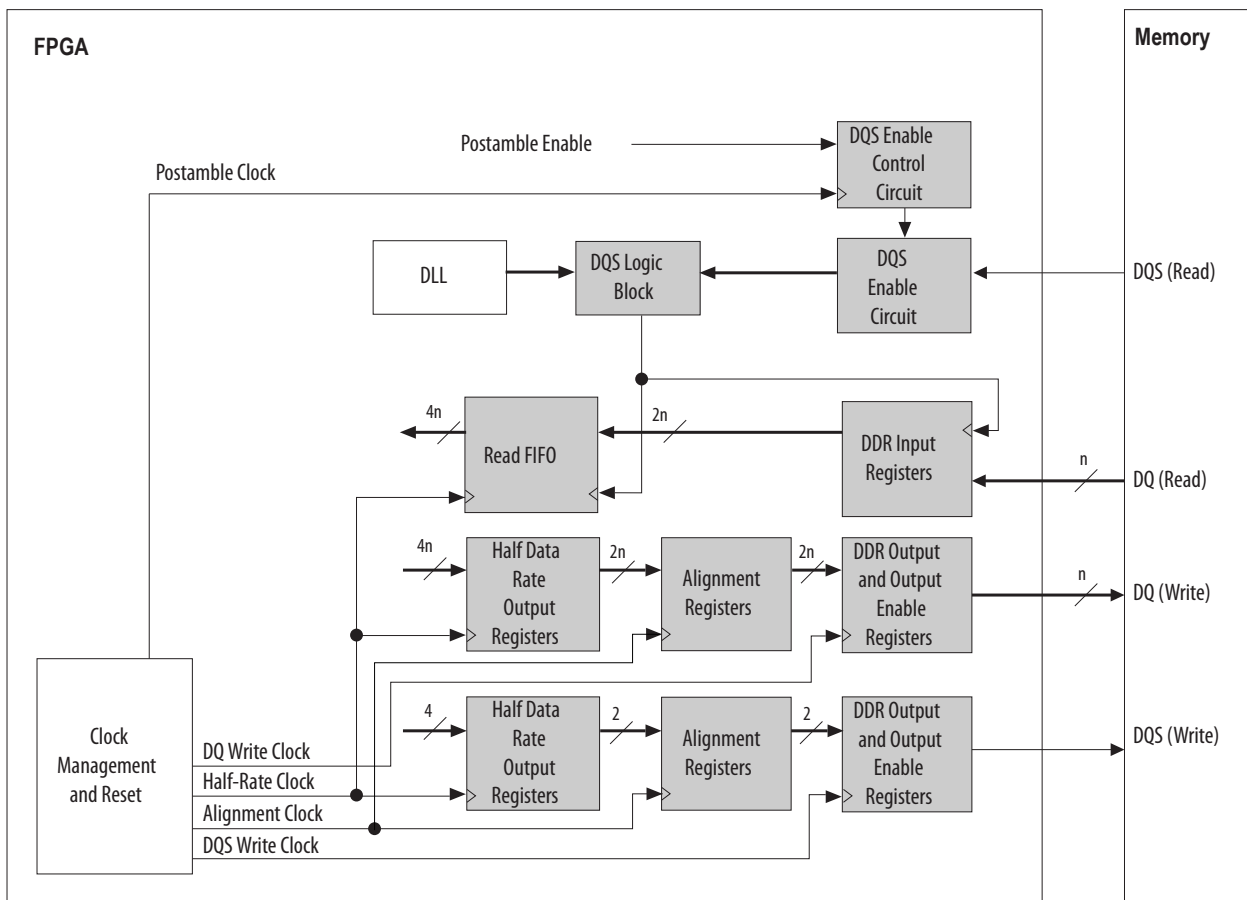 FPGA
Memory
Postamble Enable
DQS Enable
Control
Circuit
Postamble Clock
DLL
DQS Logic
Block
DQS
Enable
Circuit
DQS (Read)
4n
Read FIFO
2n
DDR Input
Registers
n
DQ (Read)
4n
Half Data
Rate
Output
Registers
2n
Alignment
Registers
2n
DDR Output
and Output
Enable
Registers
n
DQ (Write)
4
Half Data
Rate
Output
Registers
2
Alignment
Registers
2
DDR Output
and Output
Enable
Registers
DQS (Write)
Clock
Management
and Reset
DQ Write Clock
Half-Rate Clock
Alignment Clock
DQS Write Clock